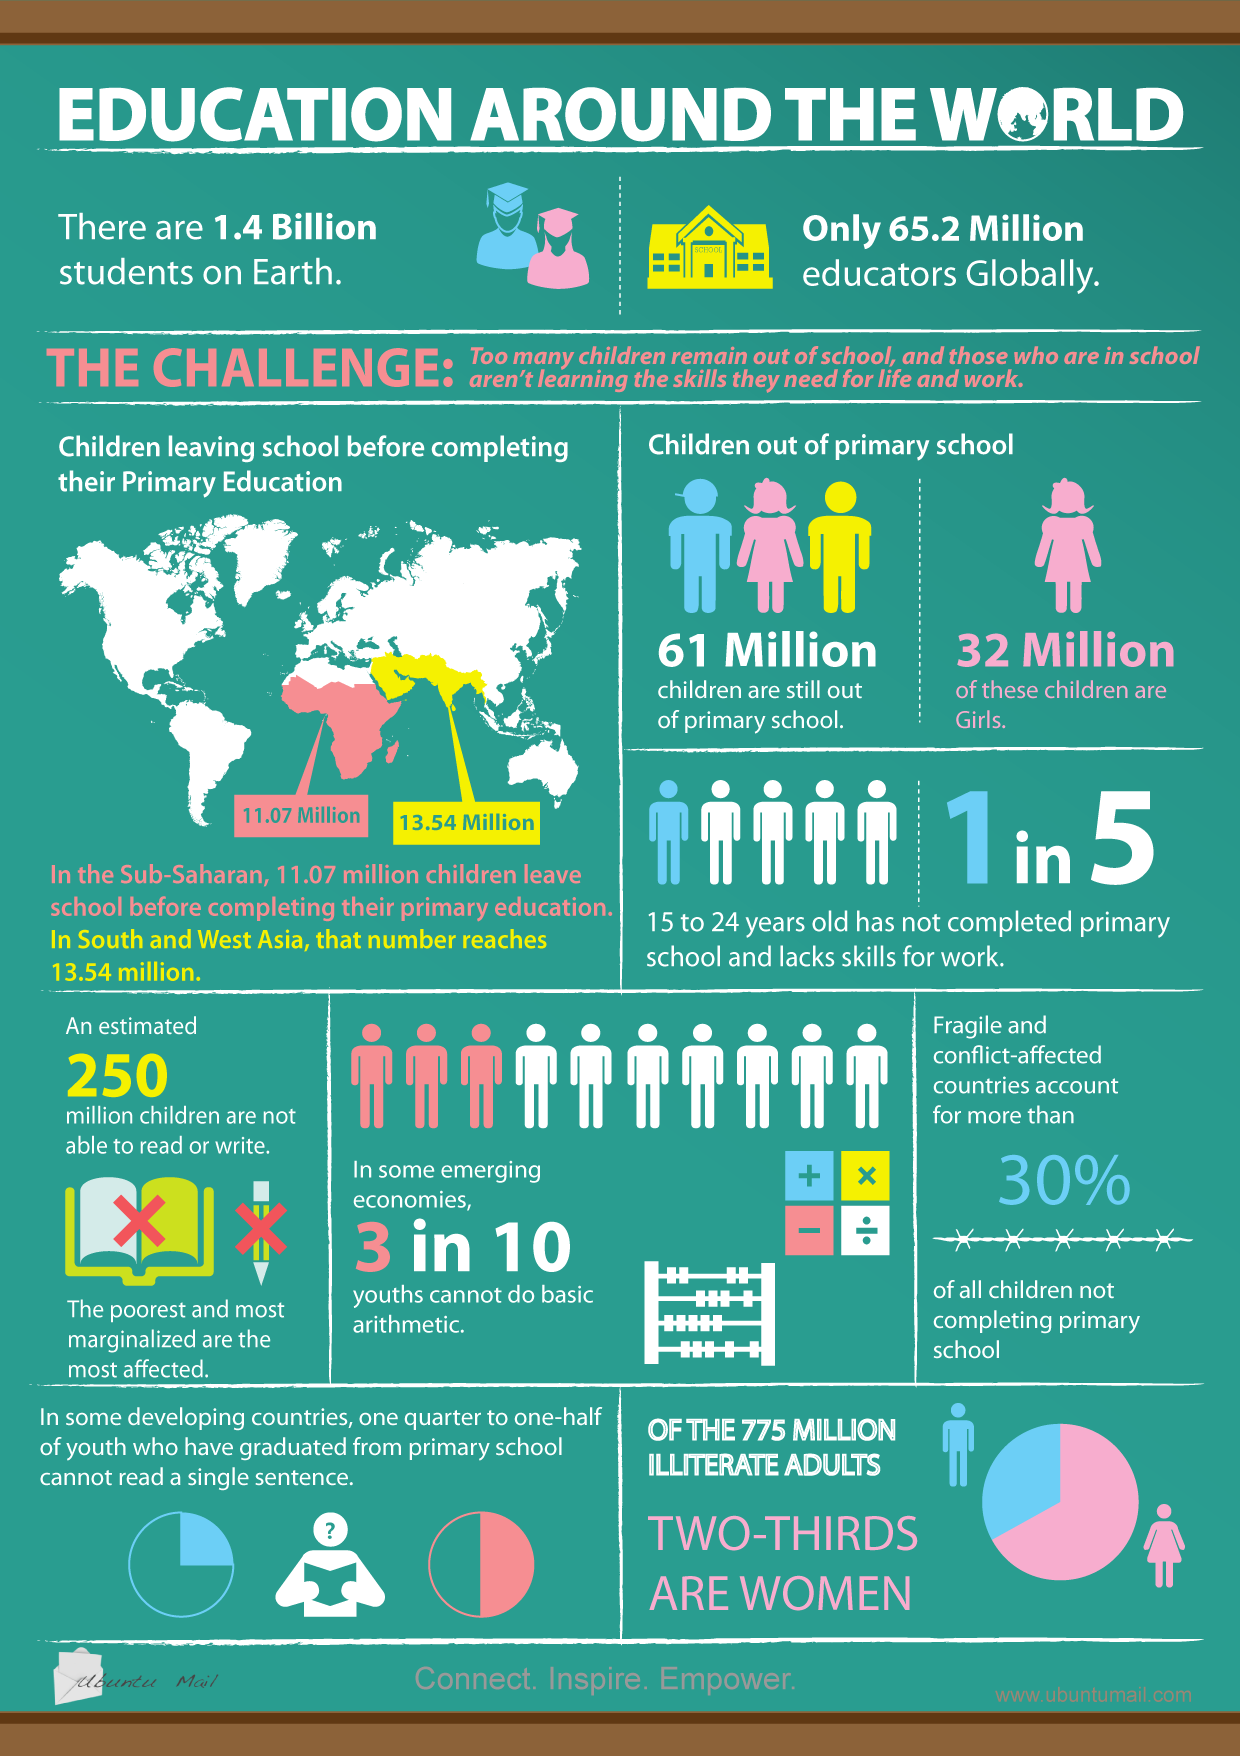 EDUCATION AROUND THE WORLD
There are 1.4 Billion
students on Earth.
SCHOOL
Only 65.2 Million
educators Globally.
THE CHALLENGE:
Too many children remain out of school, and those who are in school
aren't learning the skills they need for life and work.
Children leaving school before completing
their Primary Education
11.07 Million
13.54 Million
In the Sub-Saharan, 11.07 million children leave
school before completing their primary education.
In South and West Asia, that number reaches
13.54 million.
Children out of primary school
61 Million
children are still out
of primary school.
32 Million
of these children are
Girls.
1 in 5
15 to 24 years old has not completed primary
school and lacks skills for work.
An estimated
250
million children are not
able to read or write.
The poorest and most
marginalized are the
most affected.
In some emerging
economies,
3 in 10
youths cannot do basic
arithmetic.
+ ×
− ÷
Fragile and
conflict-affected
countries account
for more than
30%
of all children not
completing primary
school
In some developing countries, one quarter to one-half
of youth who have graduated from primary school
cannot read a single sentence.
?
OF THE 775 MILLION
ILLITERATE ADULTS
TWO-THIRDS
ARE WOMEN
Ubuntu Mail
Connect. Inspire. Empower.
www.ubuntumail.com